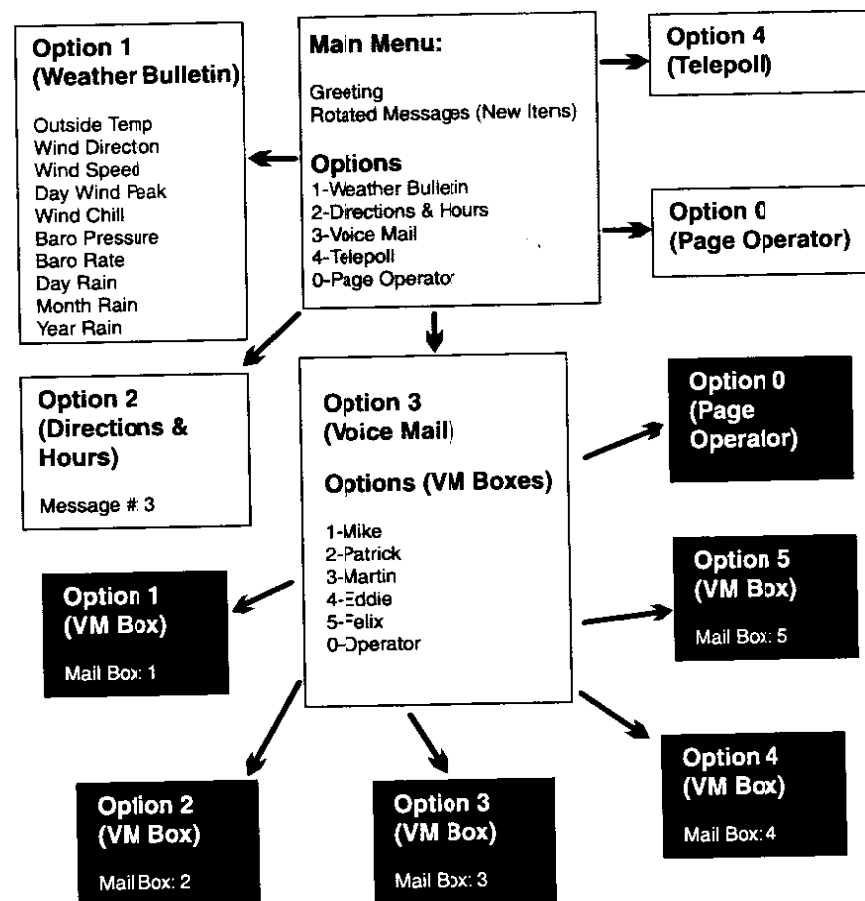 Option 1
(Weather Bulletin)
Outside Temp
Wind Directon
Wind Speed
Day Wind Peak
Wind Chill
Baro Pressure
Baro Rate
Day Rain
Month Rain
Year Rain
Main Menu:
Greeting
Rotated Messages (New Items)
Options
1-Weather Bulletin
2-Directions & Hours
3-Voice Mail
4-Telepoll
0-Page Operator
Option 4
(Telepoll)
Option 0
(Page Operator)
Option 2
(Directions &
Hours)
Message #: 3
Option 3
(Voice Mail)
Options (VM Boxes)
1-Mike
2-Patrick
3-Martin
4-Eddie
5-Felix
0-Operator
Option 0
(Page
Operator)
Option 5
(VM Box)
Mail Box: 5
Option 1
(VM Box)
Mail Box: 1
Option 2
(VM Box)
Mail Box: 2
Option 3
(VM Box)
Mail Box: 3
Option 4
(VM Box)
Mail Box: 4